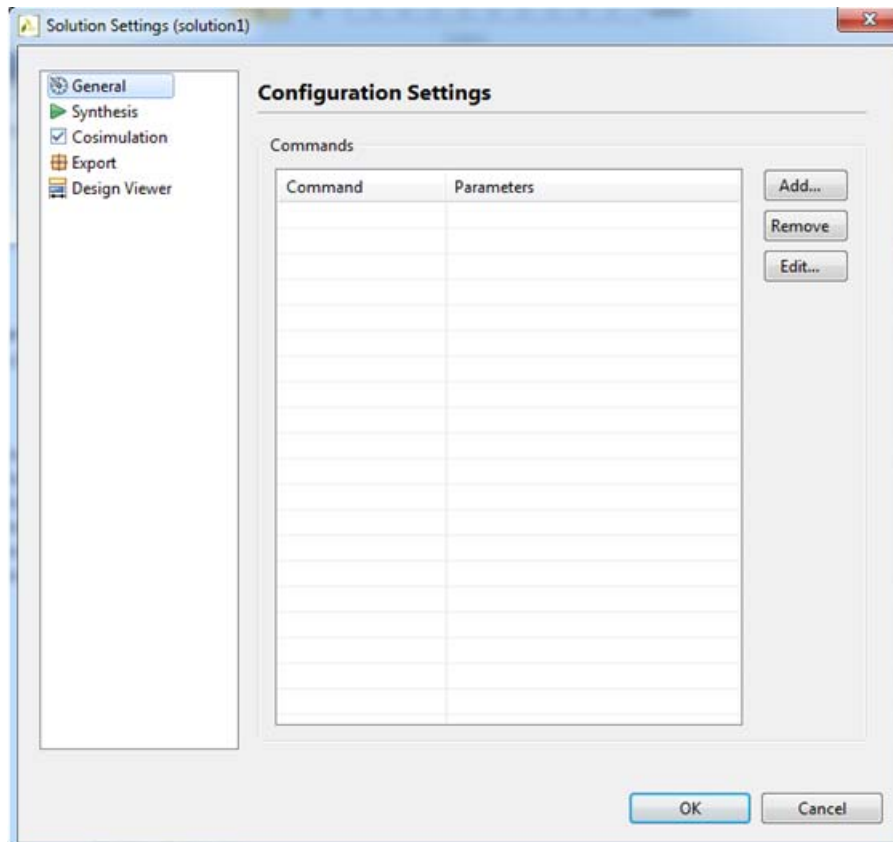 Solution Settings (solution1)
General
Synthesis
Cosimulation
Export
Design Viewer
Configuration Settings
Commands
Command Parameters
Add...
Remove
Edit...
OK Cancel